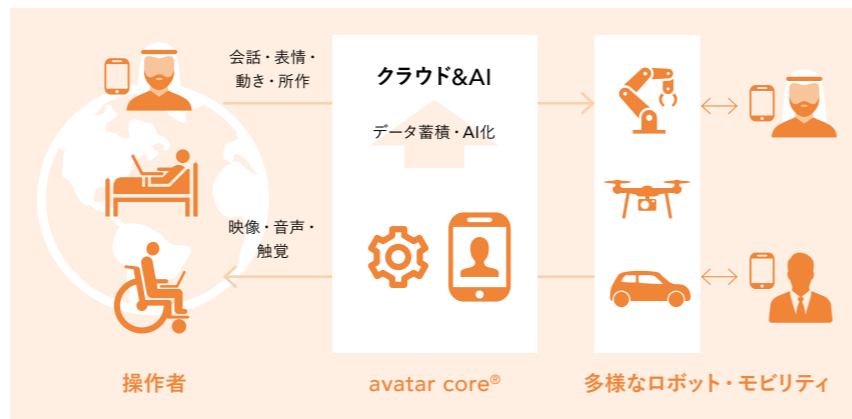 会話・表情・
動き・所作
クラウド&AI
データ蓄積・AI化
映像・音声・
触覚
操作者
avatar core®
多様なロボット・モビリティ